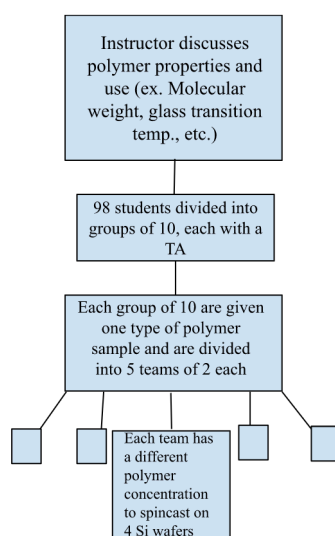 Instructor discusses
polymer properties and
use (ex. Molecular
weight, glass transition
temp., etc.)
98 students divided into
groups of 10, each with a
TA
Each group of 10 are given
one type of polymer
sample and are divided
into 5 teams of 2 each
Each team has
a different
polymer
concentration
to spincast on
4 Si wafers